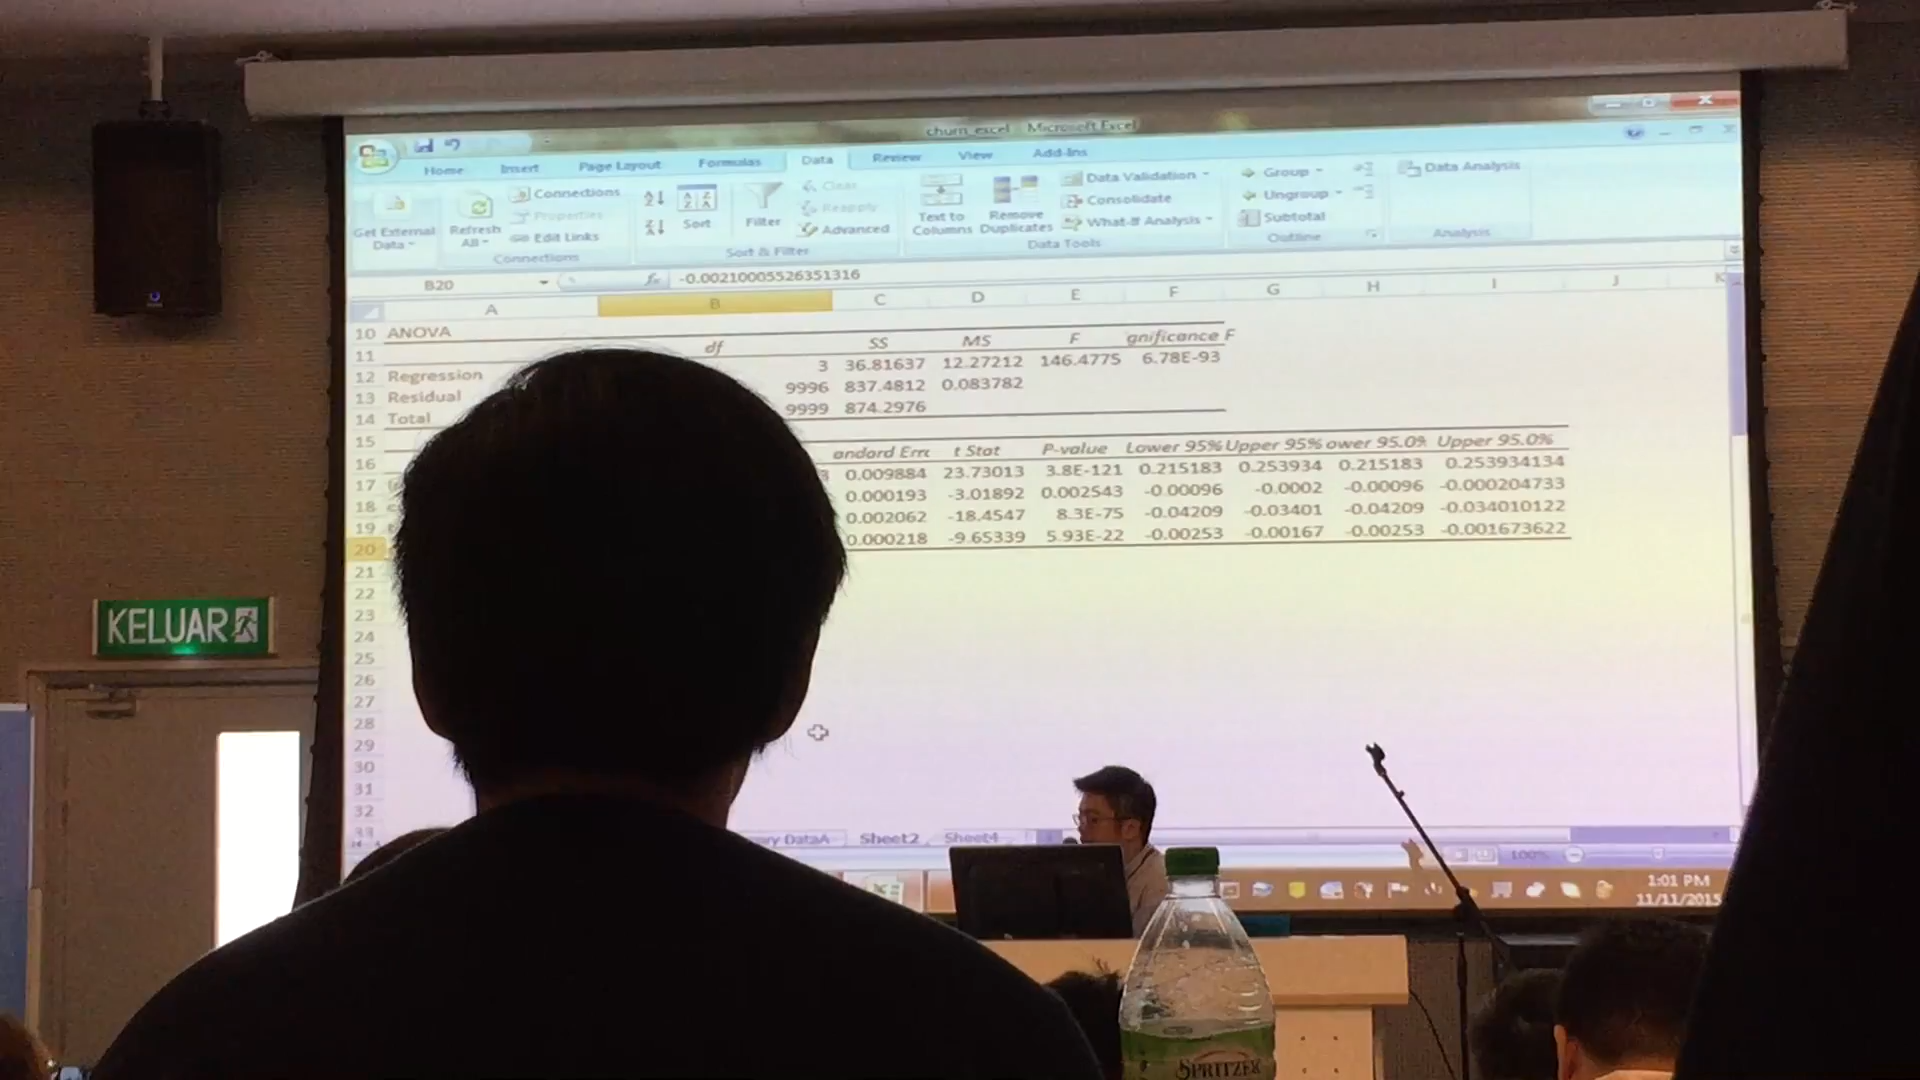 churn_excel - Microsoft Excel
Home Insert Page Layout Formulas Data Review View Add-Ins
Get External Data
Refresh All
Connections
Properties
Edit Links
Connections
Sort
Filter
Clear
Reapply
Advanced
Sort & Filter
Text to Columns
Remove Duplicates
Data Validation
Consolidate
What-If Analysis
Data Tools
Group
Ungroup
Subtotal
Outline
Data Analysis
Analysis
B20 fx -0.00210005526351316
A B C D E F G H I J K
10 ANOVA
11 df SS MS F gnificance F
12 Regression 3 36.81637 12.27212 146.4775 6.78E-93
13 Residual 9996 837.4812 0.083782
14 Total 9999 874.2976
15
16 andard Erro t Stat P-value Lower 95% Upper 95% ower 95.0% Upper 95.0%
17 0.009884 23.73013 3.8E-121 0.215183 0.253934 0.215183 0.253934134
18 0.000193 -3.01892 0.002543 -0.00096 -0.0002 -0.00096 -0.000204733
19 0.002062 -18.4547 8.3E-75 -0.04209 -0.03401 -0.04209 -0.034010122
20 0.000218 -9.65339 5.93E-22 -0.00253 -0.00167 -0.00253 -0.001673622
21
22
23
24
25
26
27
28
29
30
31
32
33
DataA Sheet2 Sheet4
100%
1:01 PM
11/11/2015
KELUAR
SPRITZER